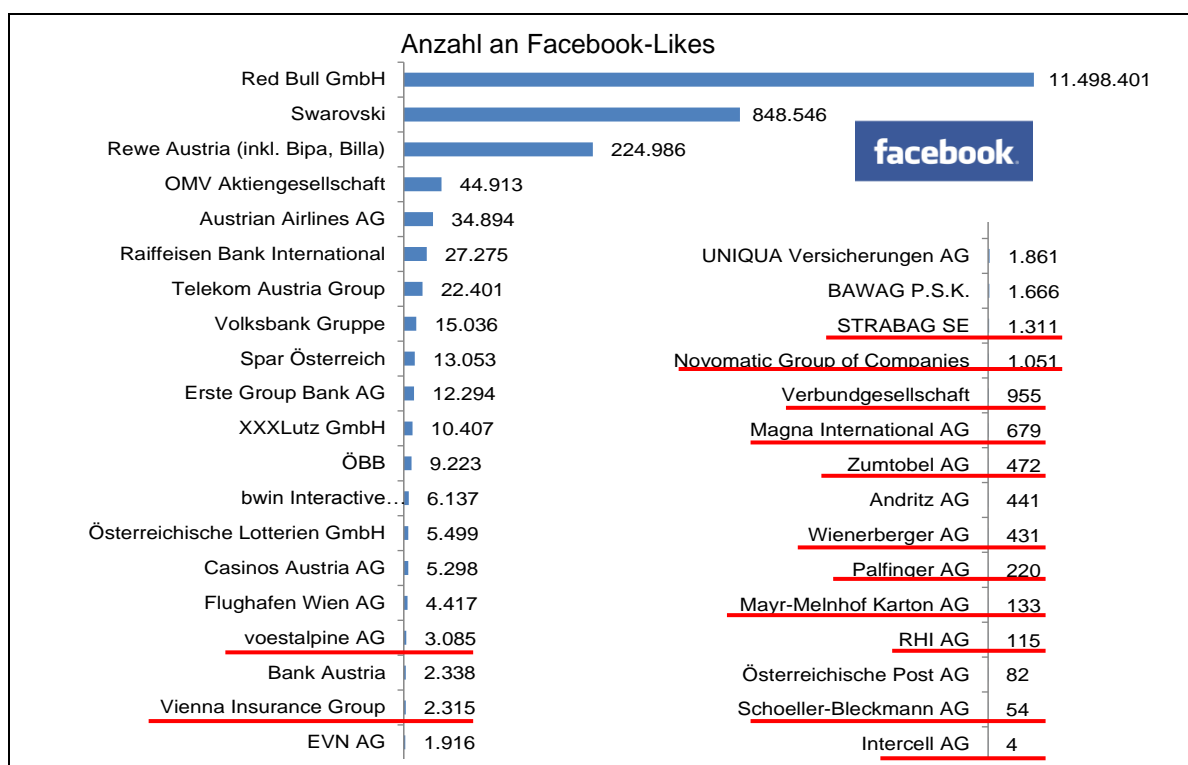 Anzahl an Facebook-Likes
Red Bull GmbH 11.498.401
Swarovski 848.546
Rewe Austria (inkl. Bipa, Billa) 224.986
OMV Aktiengesellschaft 44.913
Austrian Airlines AG 34.894
Raiffeisen Bank International 27.275
Telekom Austria Group 22.401
Volksbank Gruppe 15.036
Spar Österreich 13.053
Erste Group Bank AG 12.294
XXXLutz GmbH 10.407
ÖBB 9.223
bwin Interactive… 6.137
Österreichische Lotterien GmbH 5.499
Casinos Austria AG 5.298
Flughafen Wien AG 4.417
voestalpine AG 3.085
Bank Austria 2.338
Vienna Insurance Group 2.315
EVN AG 1.916
facebook.
UNIQUA Versicherungen AG 1.861
BAWAG P.S.K. 1.666
STRABAG SE 1.311
Novomatic Group of Companies 1.051
Verbundgesellschaft 955
Magna International AG 679
Zumtobel AG 472
Andritz AG 441
Wienerberger AG 431
Palfinger AG 220
Mayr-Melnhof Karton AG 133
RHI AG 115
Österreichische Post AG 82
Schoeller-Bleckmann AG 54
Intercell AG 4